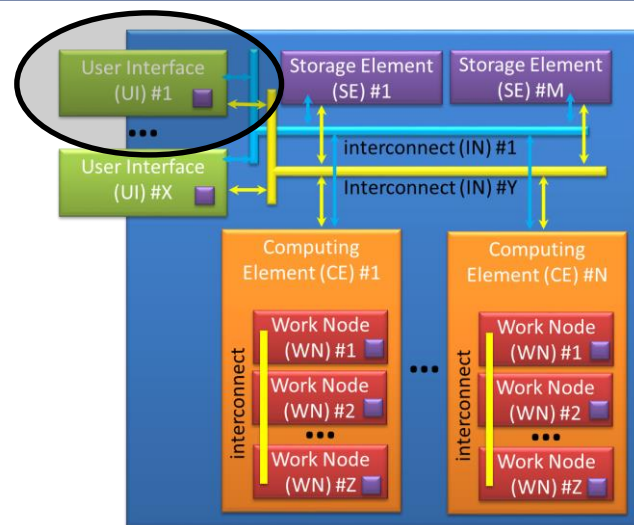 User Interface
(UI) #1
...
User Interface
(UI) #X
Storage Element
(SE) #1
Storage Element
(SE) #M
interconnect (IN) #1
Interconnect (IN) #Y
Computing
Element (CE) #1
interconnect
Work Node
(WN) #1
Work Node
(WN) #2
...
Work Node
(WN) #Z
...
Computing
Element (CE) #N
interconnect
Work Node
(WN) #1
Work Node
(WN) #2
...
Work Node
(WN) #Z